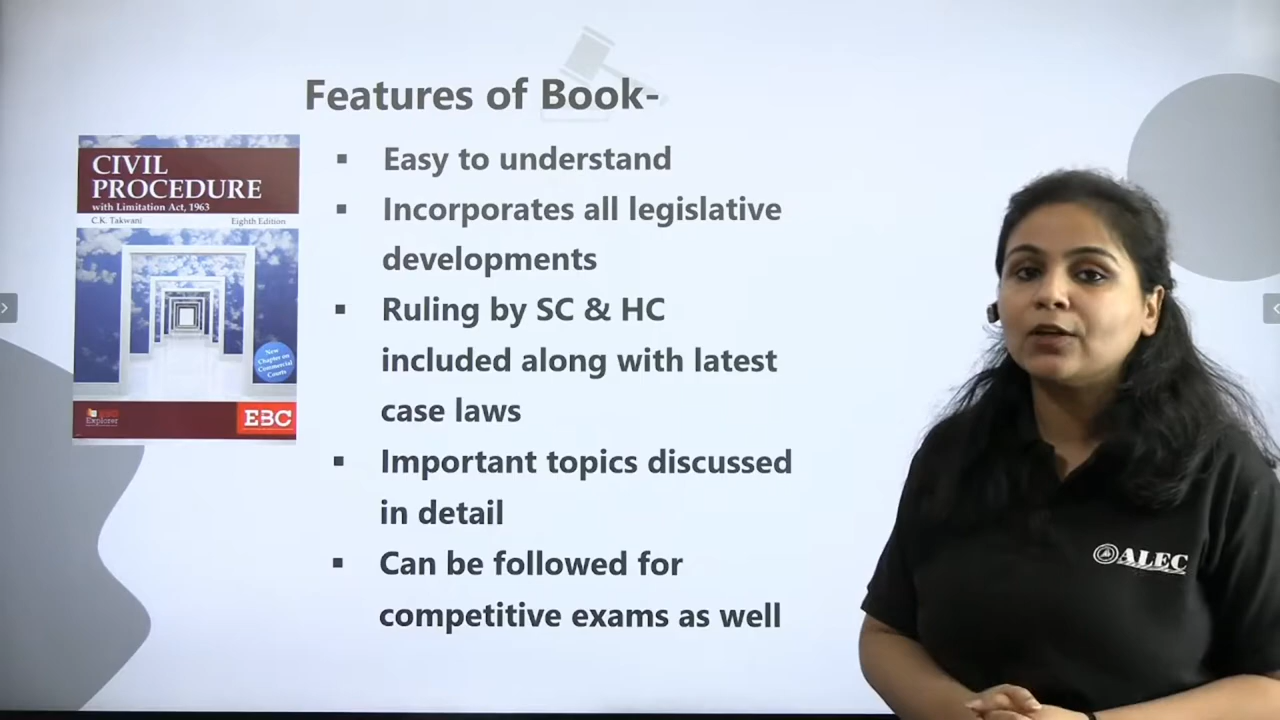 Features of Book-
CIVIL
PROCEDURE
with Limitation Act, 1963
C.K. Takwani Eighth Edition
New
Chapter on
Commercial
Courts
Explorer
EBC
▪ Easy to understand
▪ Incorporates all legislative
developments
▪ Ruling by SC & HC
included along with latest
case laws
▪ Important topics discussed
in detail
▪ Can be followed for
competitive exams as well
ALEC